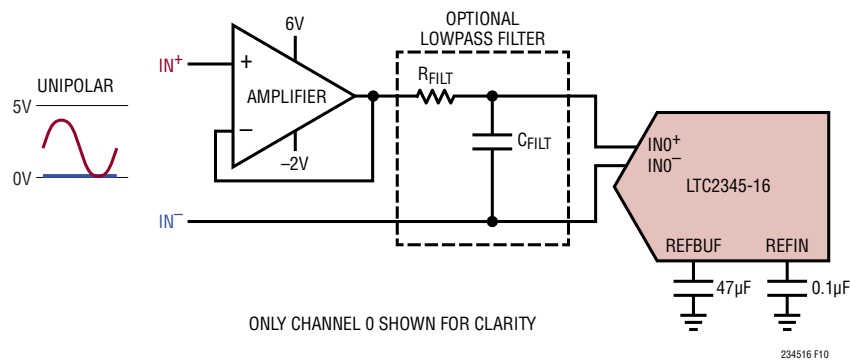 OPTIONAL
LOWPASS FILTER
6V
IN+
+
AMPLIFIER
–
–2V
RFILT
CFILT
UNIPOLAR
5V
0V
IN–
IN0+
IN0–
LTC2345-16
REFBUF
REFIN
47µF
0.1µF
ONLY CHANNEL 0 SHOWN FOR CLARITY
234516 F10